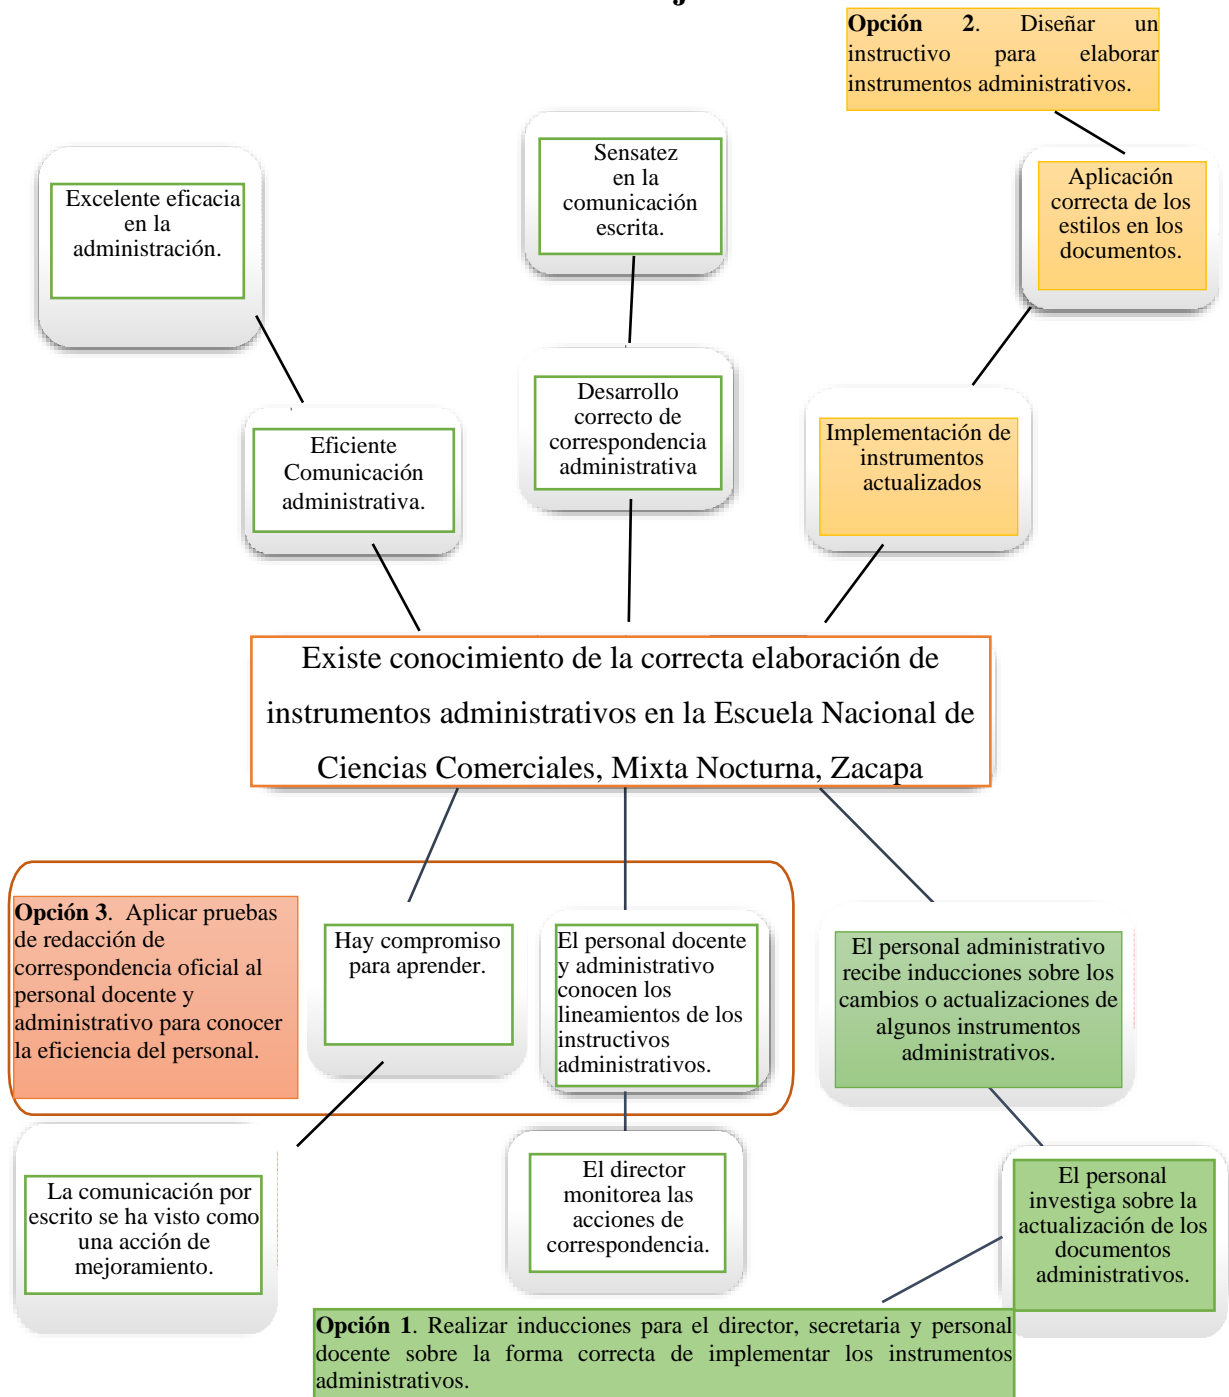 Opción 2. Diseñar un
instructivo para elaborar
instrumentos administrativos.
Sensatez
en la
comunicación
escrita.
Aplicación
correcta de los
estilos en los
documentos.
Excelente eficacia
en la
administración.
Desarrollo
correcto de
correspondencia
administrativa
Implementación de
instrumentos
actualizados
Eficiente
Comunicación
administrativa.
Existe conocimiento de la correcta elaboración de
instrumentos administrativos en la Escuela Nacional de
Ciencias Comerciales, Mixta Nocturna, Zacapa
Opción 3. Aplicar pruebas
de redacción de
correspondencia oficial al
personal docente y
administrativo para conocer
la eficiencia del personal.
Hay compromiso
para aprender.
El personal docente
y administrativo
conocen los
lineamientos de los
instructivos
administrativos.
El personal administrativo
recibe inducciones sobre los
cambios o actualizaciones de
algunos instrumentos
administrativos.
La comunicación por
escrito se ha visto como
una acción de
mejoramiento.
El director
monitorea las
acciones de
correspondencia.
El personal
investiga sobre la
actualización de los
documentos
administrativos.
Opción 1. Realizar inducciones para el director, secretaria y personal
docente sobre la forma correcta de implementar los instrumentos
administrativos.